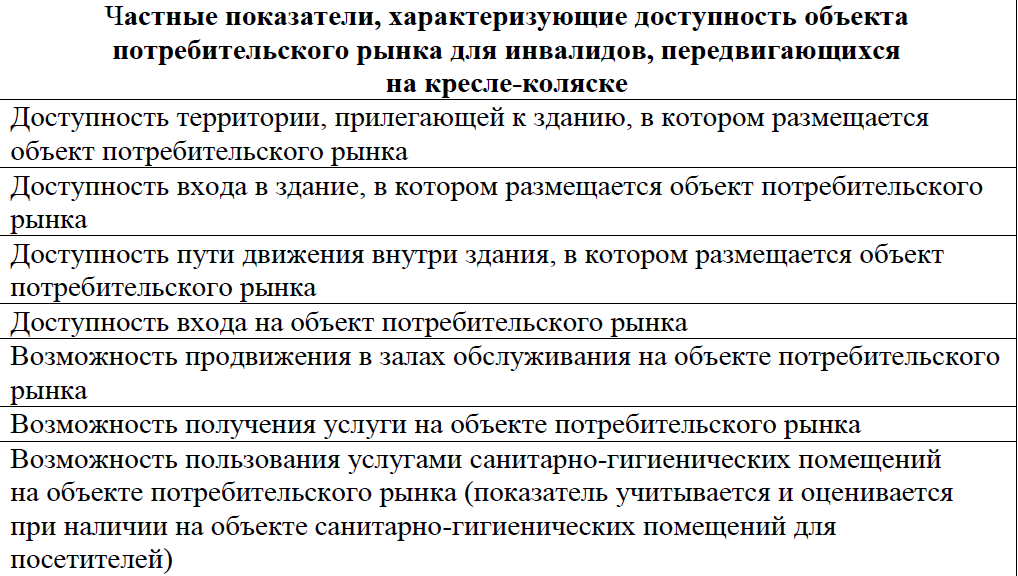 Частные показатели, характеризующие доступность объекта
потребительского рынка для инвалидов, передвигающихся
на кресле-коляске
Доступность территории, прилегающей к зданию, в котором размещается
объект потребительского рынка
Доступность входа в здание, в котором размещается объект потребительского
рынка
Доступность пути движения внутри здания, в котором размещается объект
потребительского рынка
Доступность входа на объект потребительского рынка
Возможность продвижения в залах обслуживания на объекте потребительского
рынка
Возможность получения услуги на объекте потребительского рынка
Возможность пользования услугами санитарно-гигиенических помещений
на объекте потребительского рынка (показатель учитывается и оценивается
при наличии на объекте санитарно-гигиенических помещений для
посетителей)